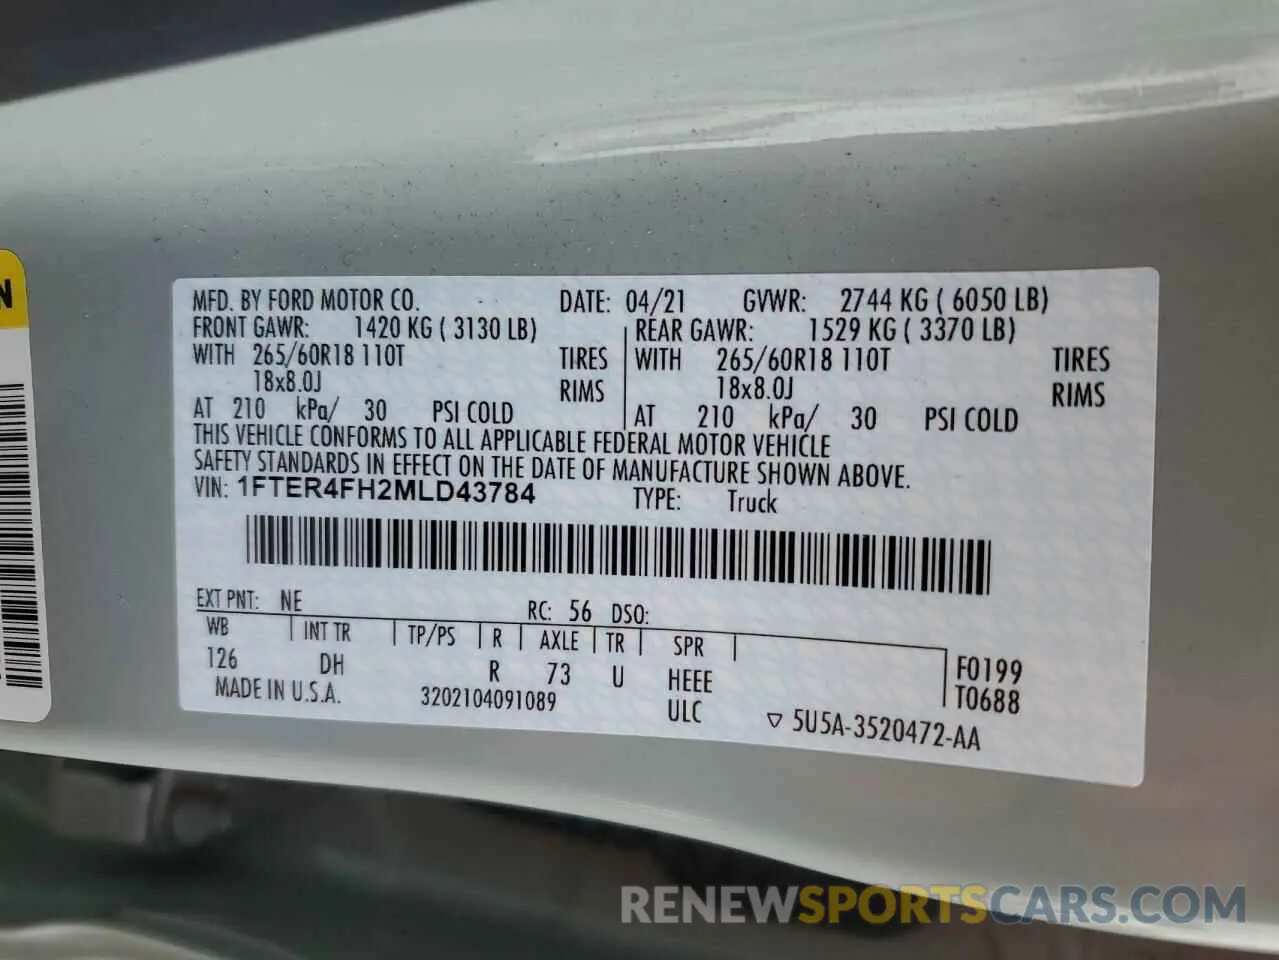 MFD. BY FORD MOTOR CO. DATE: 04/21 GVWR: 2744 KG ( 6050 LB)
FRONT GAWR: 1420 KG ( 3130 LB) REAR GAWR: 1529 KG ( 3370 LB)
WITH 265/60R18 110T TIRES WITH 265/60R18 110T TIRES
18x8.0J RIMS 18x8.0J RIMS
AT 210 kPa/ 30 PSI COLD AT 210 kPa/ 30 PSI COLD
THIS VEHICLE CONFORMS TO ALL APPLICABLE FEDERAL MOTOR VEHICLE
SAFETY STANDARDS IN EFFECT ON THE DATE OF MANUFACTURE SHOWN ABOVE.
VIN: 1FTER4FH2MLD43784 TYPE: Truck
EXT PNT: NE RC: 56 DSO:
WB INT TR TP/PS R AXLE TR SPR
126 DH R 73 U HEEE F0199
MADE IN U.S.A. 3202104091089 ULC T0688
▽ 5U5A-3520472-AA
N
RENEWSPORTSCARS.COM